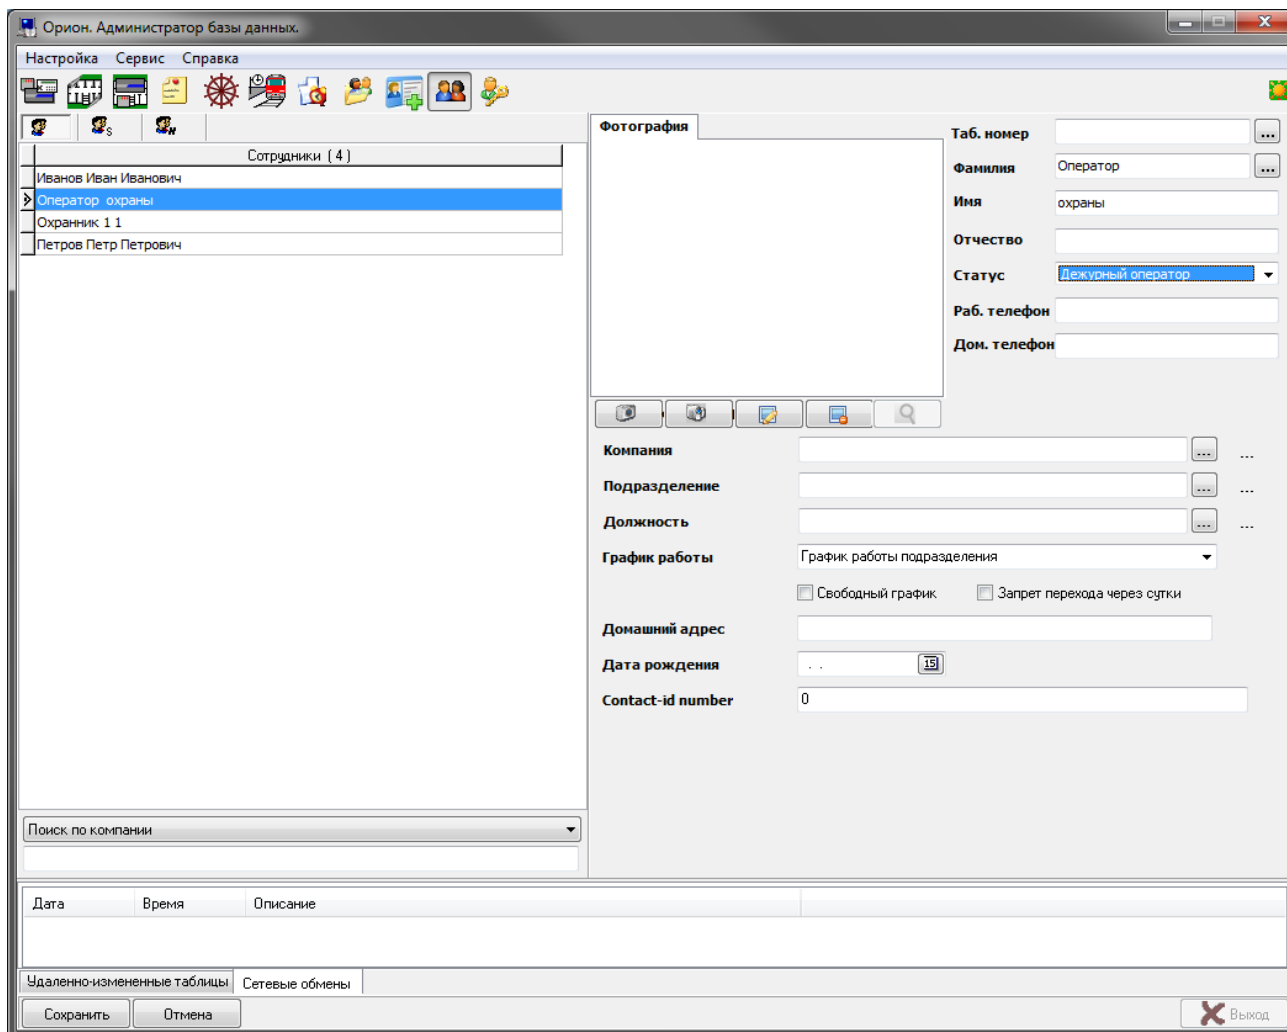 Орион. Администратор базы данных.
Настройка Сервис Справка
S
N
Сотрудники ( 4 )
Иванов Иван Иванович
Оператор охраны
Охранник 1 1
Петров Петр Петрович
Поиск по компании
Фотография
Таб. номер ...
Фамилия Оператор ...
Имя охраны
Отчество
Статус Дежурный оператор
Раб. телефон
Дом. телефон
Компания ... ...
Подразделение ... ...
Должность ... ...
График работы График работы подразделения
Свободный график Запрет перехода через сутки
Домашний адрес
Дата рождения . . 15
Contact-id number 0
Дата Время Описание
Удаленно-измененные таблицы Сетевые обмены
Сохранить Отмена Выход